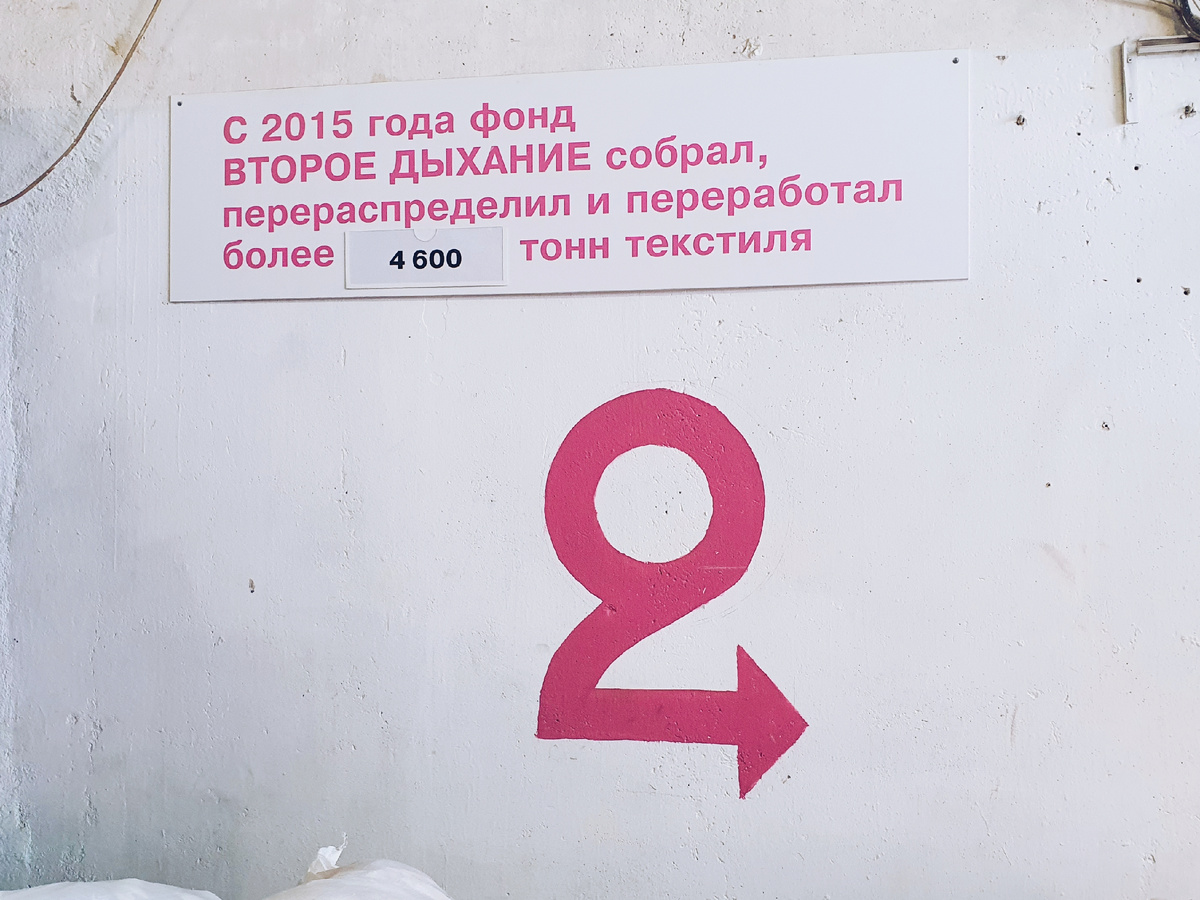 С 2015 года фонд
ВТОРОЕ ДЫХАНИЕ собрал,
перераспределил и переработал
более 4 600 тонн текстиля